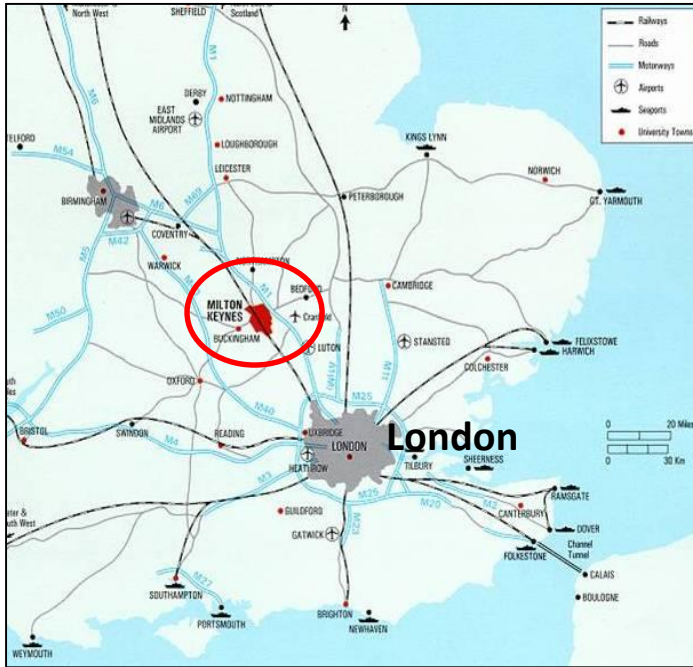 North West
SHEFFIELD
Scotland
N
M1
M6
DERBY
NOTTINGHAM
EAST
MIDLANDS
AIRPORT
LOUGHBOROUGH
TELFORD
M54
LEICESTER
KINGS LYNN
NORWICH
GT. YARMOUTH
PETERBOROUGH
BIRMINGHAM
M6
M69
COVENTRY
M42
M5
WARWICK
BEDFORD
CAMBRIDGE
M1
MILTON
KEYNES
Cranfield
BUCKINGHAM
M50
LUTON
STANSTED
FELIXSTOWE
HARWICH
COLCHESTER
A1(M)
M11
OXFORD
M25
M40
UXBRIDGE
BRISTOL
SWINDON
M4
READING
LONDON
London
HEATHROW
TILBURY
SHEERNESS
M3
M25
M20
M2
RAMSGATE
CANTERBURY
GUILDFORD
GATWICK
M23
DOVER
FOLKESTONE
Channel
Tunnel
CALAIS
BOULOGNE
South West
SOUTHAMPTON
M27
PORTSMOUTH
BRIGHTON
NEWHAVEN
WEYMOUTH
Railways
Roads
Motorways
Airports
Seaports
University Towns
0 20 Miles
0 30 Km